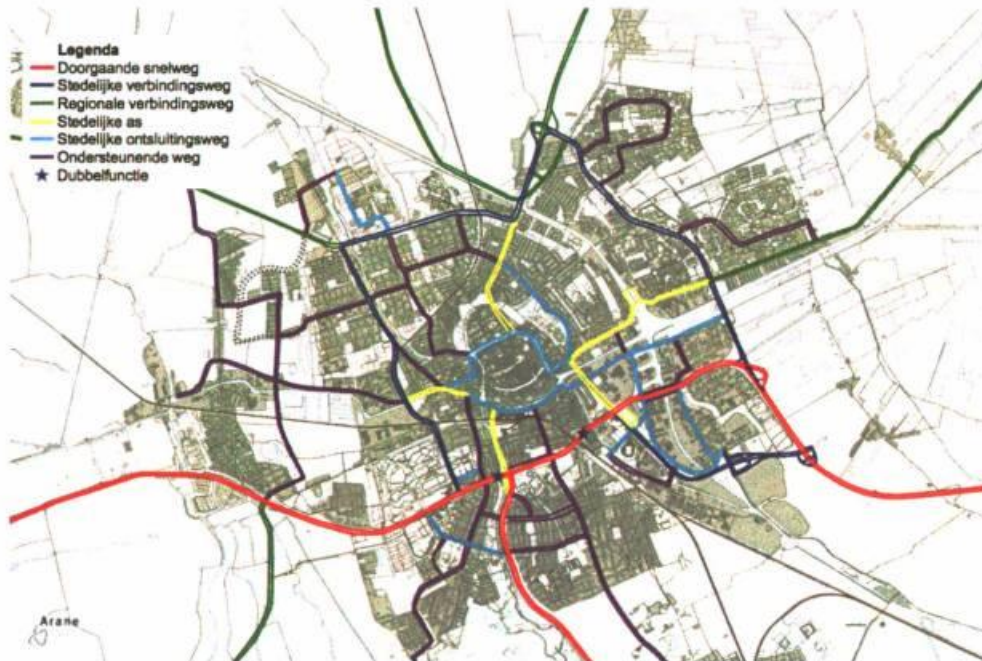 Legenda
Doorgaande snelweg
Stedelijke verbindingsweg
Regionale verbindingsweg
Stedelijke as
Stedelijke ontsluitingsweg
Ondersteunende weg
Dubbelfunctie
Arane